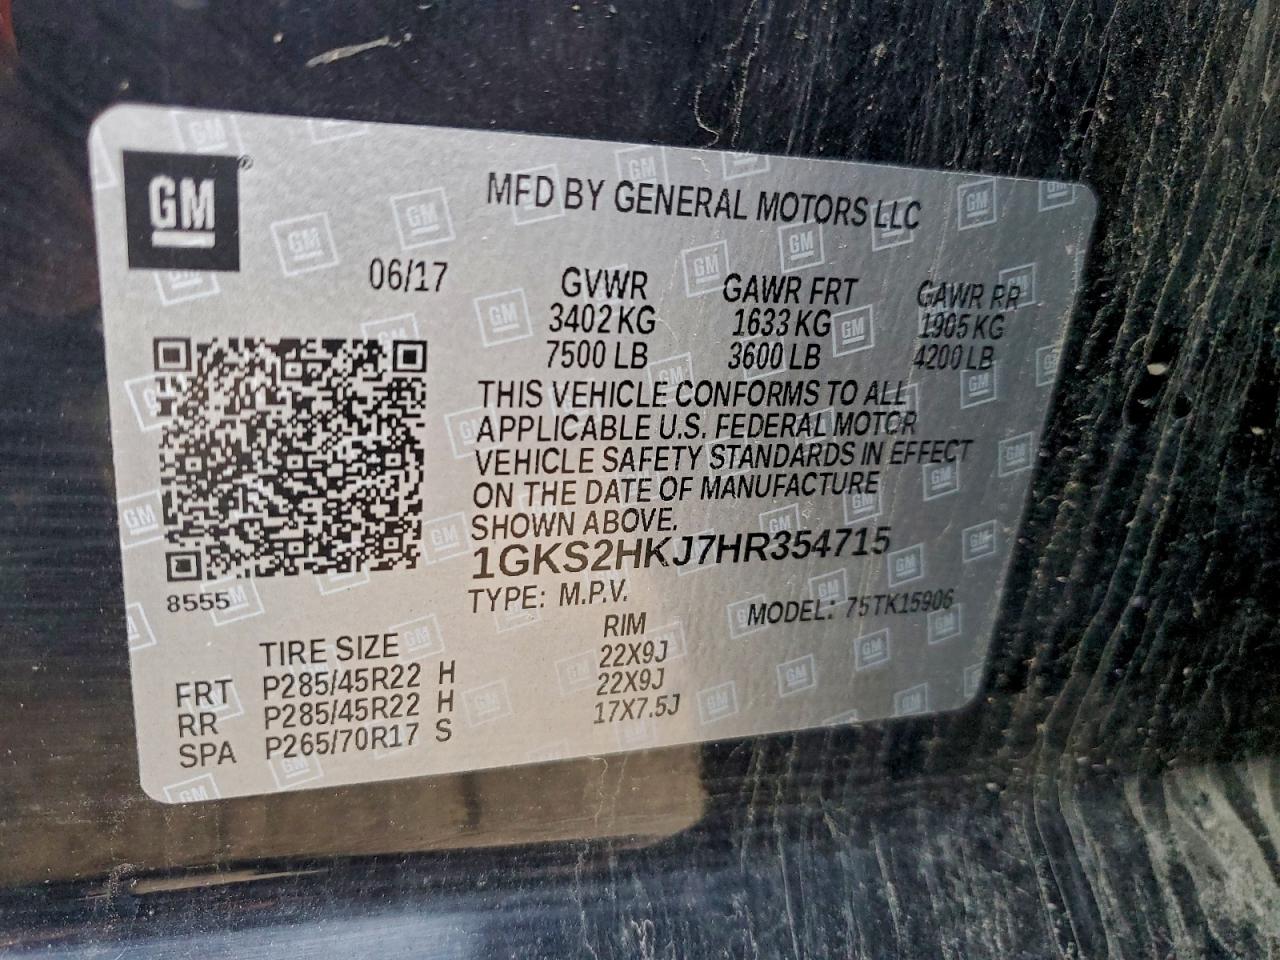 GM®
MFD BY GENERAL MOTORS LLC
06/17
GVWR GAWR FRT GAWR RR
3402 KG 1633 KG 1905 KG
7500 LB 3600 LB 4200 LB
THIS VEHICLE CONFORMS TO ALL
APPLICABLE U.S. FEDERAL MOTOR
VEHICLE SAFETY STANDARDS IN EFFECT
ON THE DATE OF MANUFACTURE
SHOWN ABOVE.
1GKS2HKJ7HR354715
TYPE: M.P.V. MODEL: 75TK15906
8555
TIRE SIZE RIM
FRT P285/45R22 H 22X9J
RR P285/45R22 H 22X9J
SPA P265/70R17 S 17X7.5J